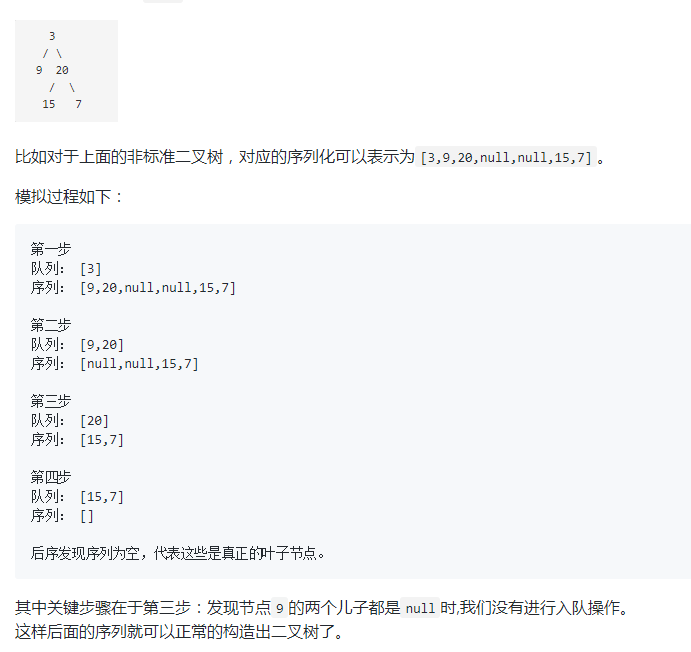 3
/ \
9 20
/ \
15 7
比如对于上面的非标准二叉树，对应的序列化可以表示为 [3,9,20,null,null,15,7] 。
模拟过程如下：
第一步
队列： [3]
序列： [9,20,null,null,15,7]
第二步
队列： [9,20]
序列： [null,null,15,7]
第三步
队列： [20]
序列： [15,7]
第四步
队列： [15,7]
序列： []
后序发现序列为空，代表这些是真正的叶子节点。
其中关键步骤在于第三步：发现节点 9 的两个儿子都是 null 时,我们没有进行入队操作。
这样后面的序列就可以正常的构造出二叉树了。